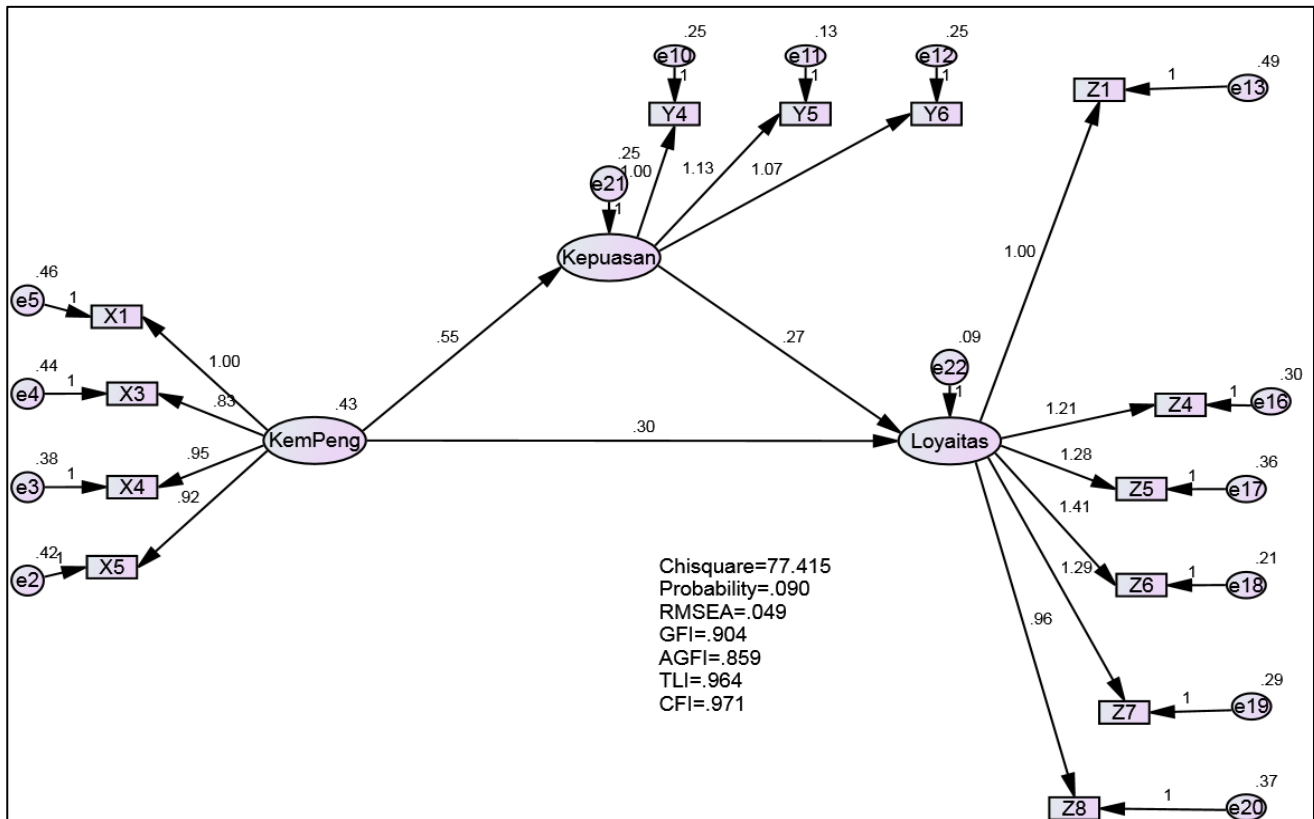 .25
.13
.25
e10
e11
e12
1
1
1
Y4
Y5
Y6
.49
1
e13
Z1
.25
1.00
1.13
1.07
e21
1
Kepuasan
1.00
.46
e5
1
X1
.55
.27
.09
e22
1
.44
e4
1
X3
1.00
.83
.43
KemPeng
.30
Loyaitas
1.21
Z4
1
.30
e16
.38
e3
1
X4
.95
.92
1.28
Z5
1
.36
e17
.42
e2
1
X5
1.41
Z6
1
.21
e18
Chisquare=77.415
Probability=.090
RMSEA=.049
GFI=.904
AGFI=.859
TLI=.964
CFI=.971
1.29
.96
Z7
1
.29
e19
Z8
1
.37
e20